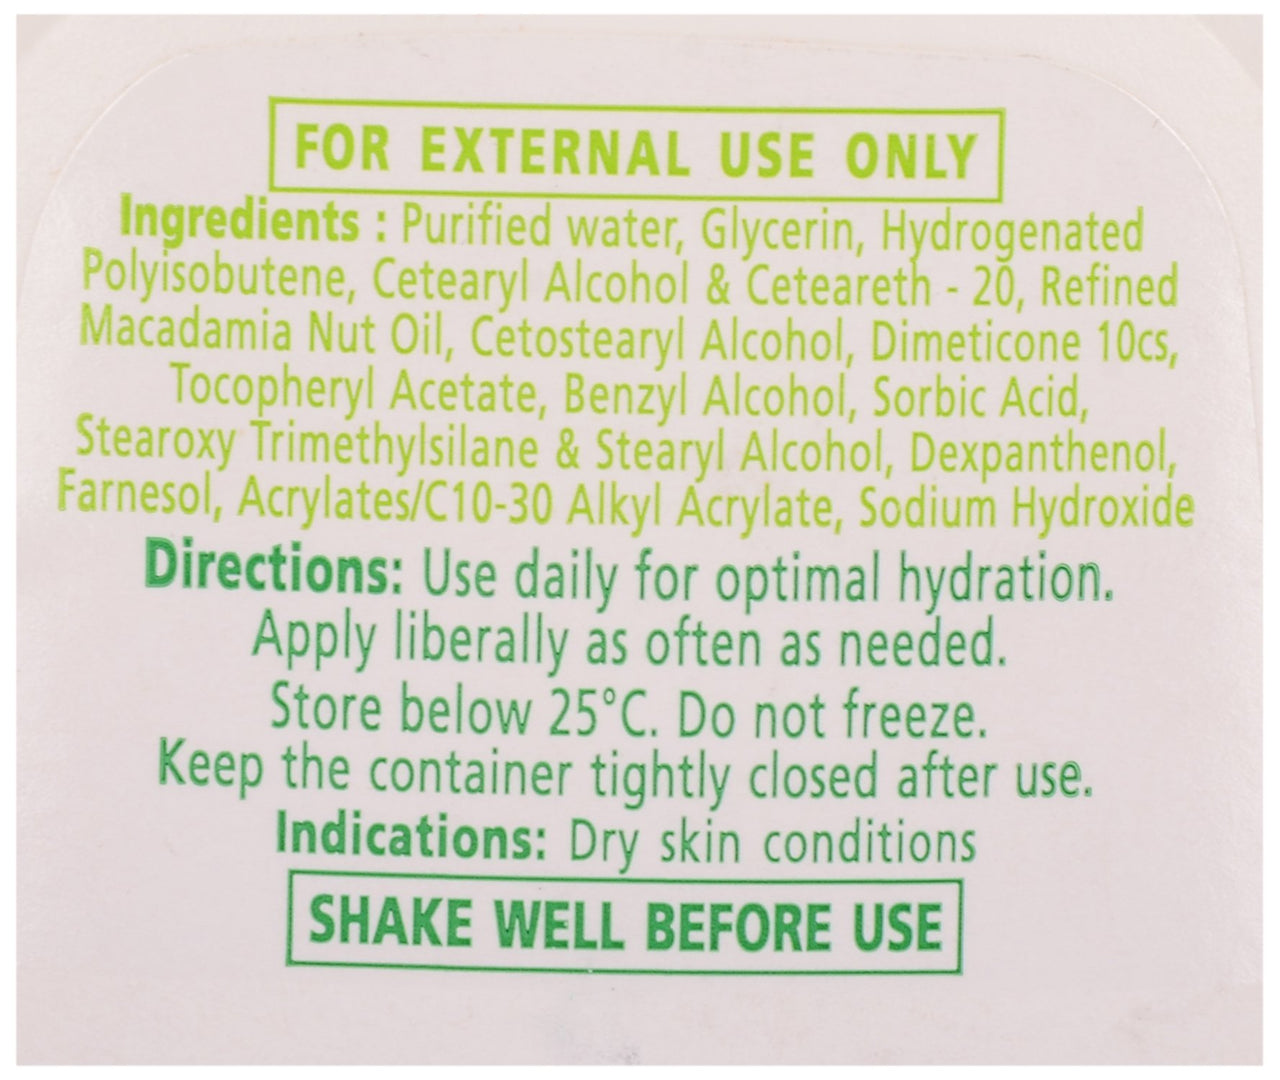 FOR EXTERNAL USE ONLY
Ingredients : Purified water, Glycerin, Hydrogenated
Polyisobutene, Cetearyl Alcohol & Ceteareth - 20, Refined
Macadamia Nut Oil, Cetostearyl Alcohol, Dimeticone 10cs,
Tocopheryl Acetate, Benzyl Alcohol, Sorbic Acid,
Stearoxy Trimethylsilane & Stearyl Alcohol, Dexpanthenol,
Farnesol, Acrylates/C10-30 Alkyl Acrylate, Sodium Hydroxide
Directions: Use daily for optimal hydration.
Apply liberally as often as needed.
Store below 25°C. Do not freeze.
Keep the container tightly closed after use.
Indications: Dry skin conditions
SHAKE WELL BEFORE USE